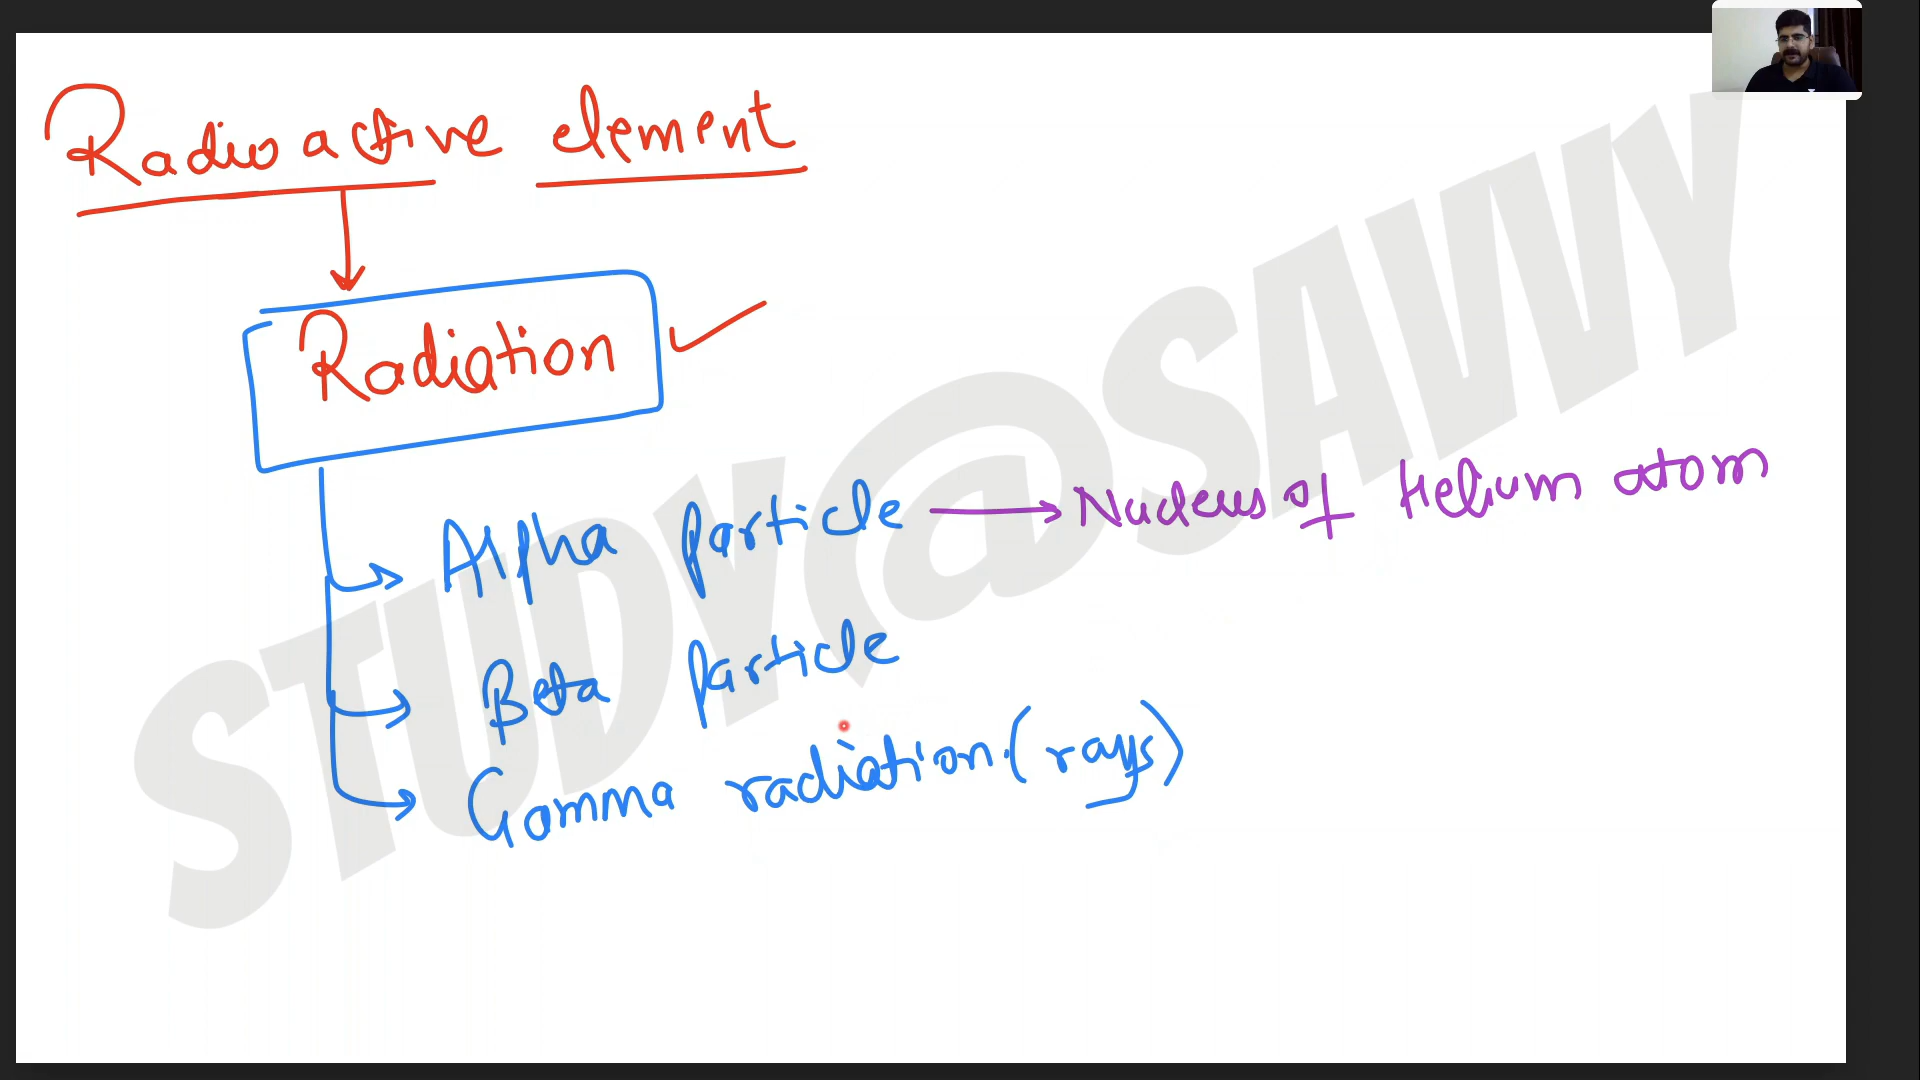 Radioactive element
Radiation
Alpha particle → Nucleus of Helium atom
Beta particle
Gamma radiation (rays)
STUDY@SAVVY